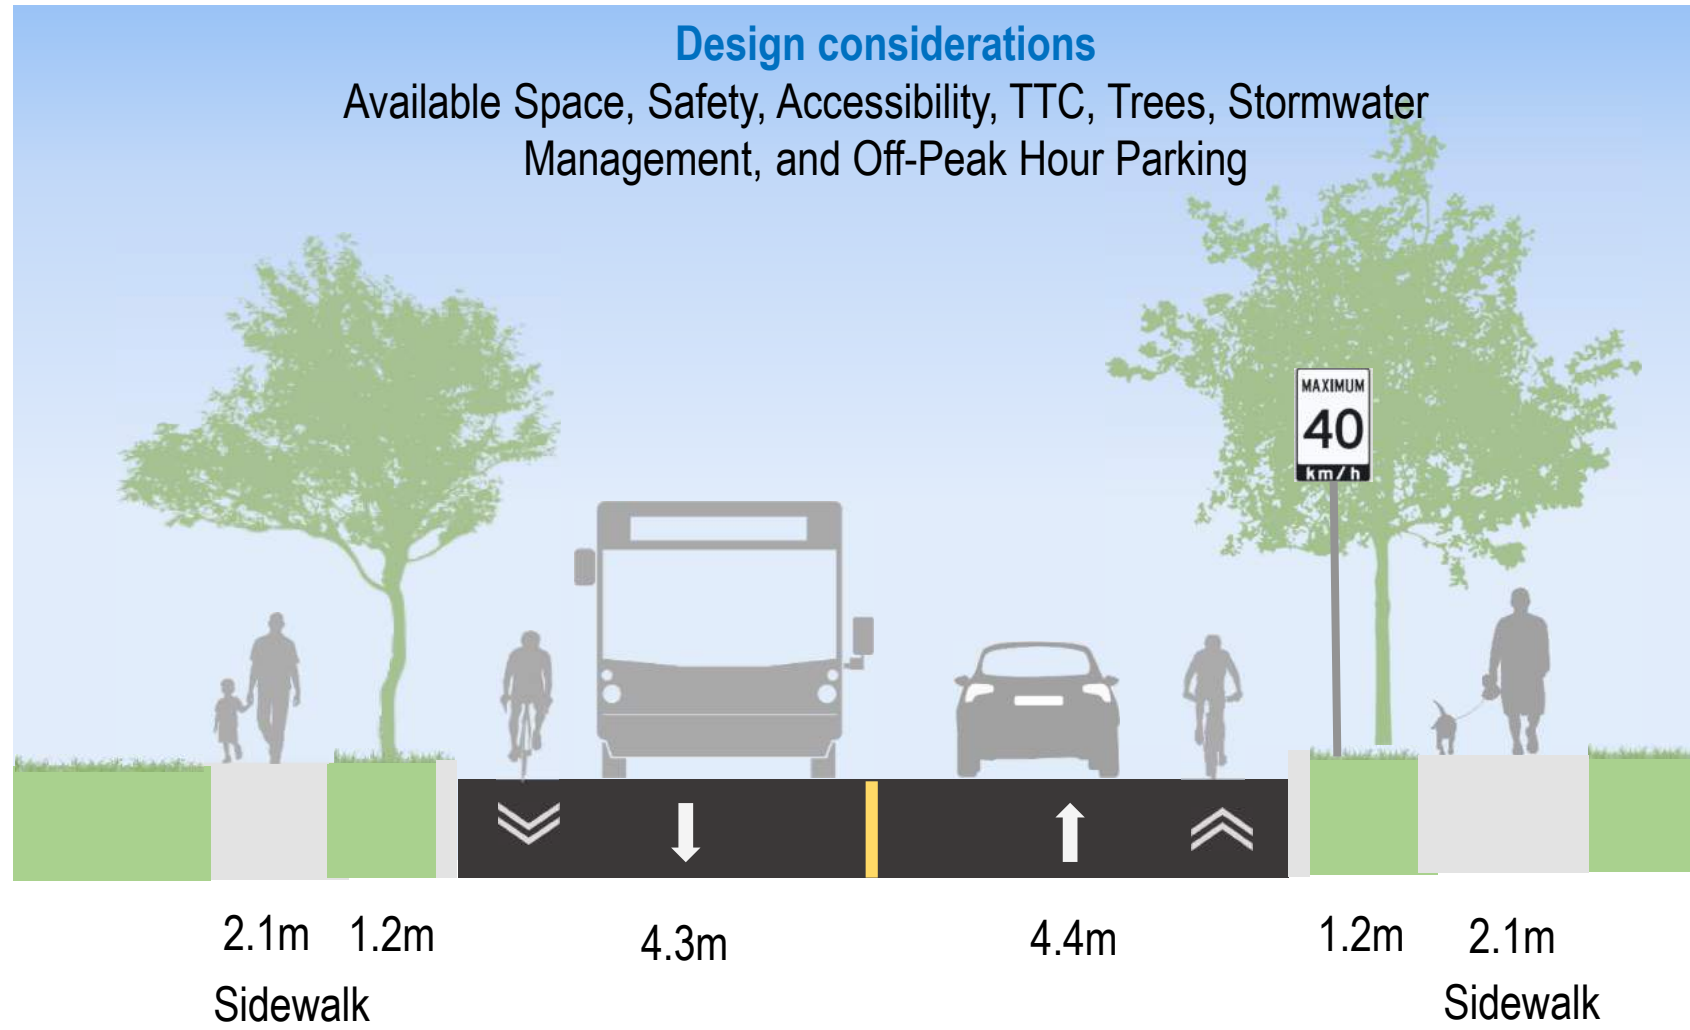 Design considerations
Available Space, Safety, Accessibility, TTC, Trees, Stormwater
Management, and Off-Peak Hour Parking
MAXIMUM
40
km/h
2.1m 1.2m 4.3m 4.4m 1.2m 2.1m
Sidewalk Sidewalk